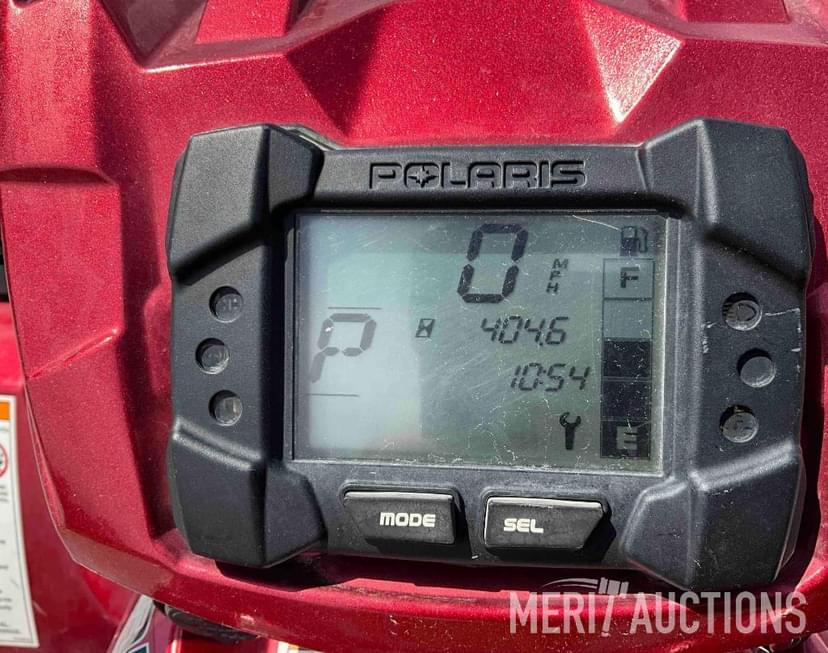 POLARIS
0 MPH
F
P
404.6
10:54
E
MODE
SEL
MERIT AUCTIONS